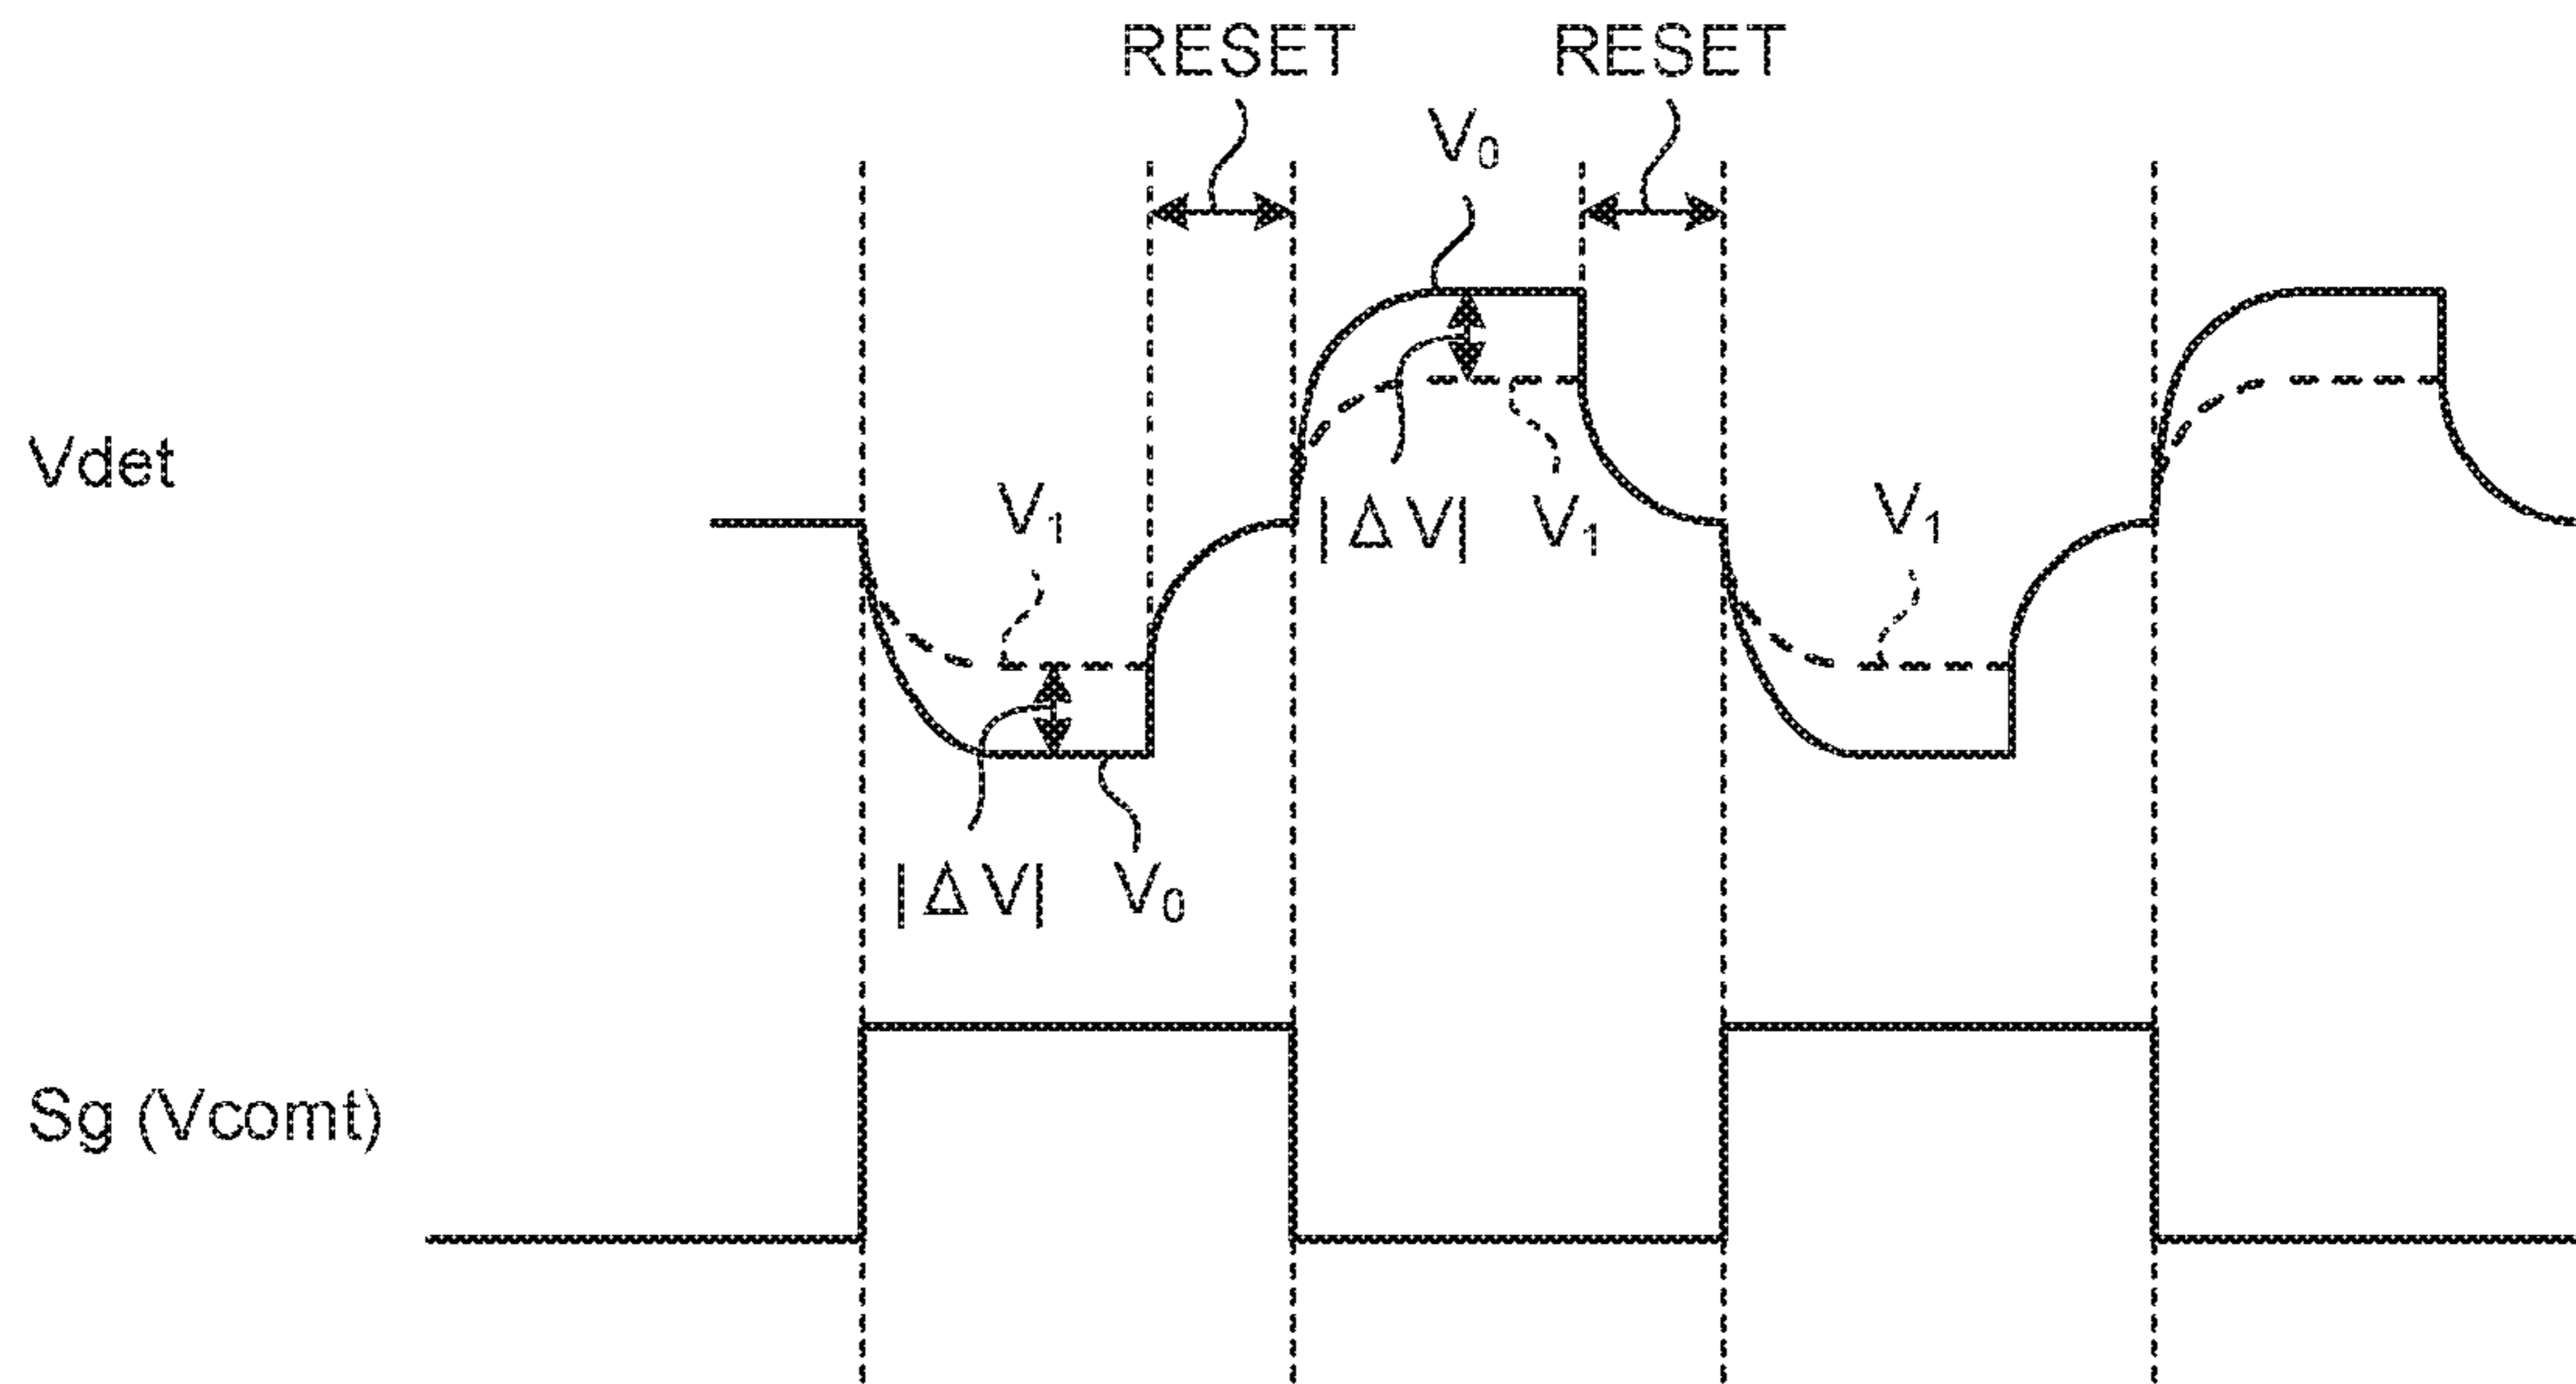 RESET RESET
V₀
Vdet
V₁ |ΔV| V₁ V₁
|ΔV| V₀
Sg (Vcomt)